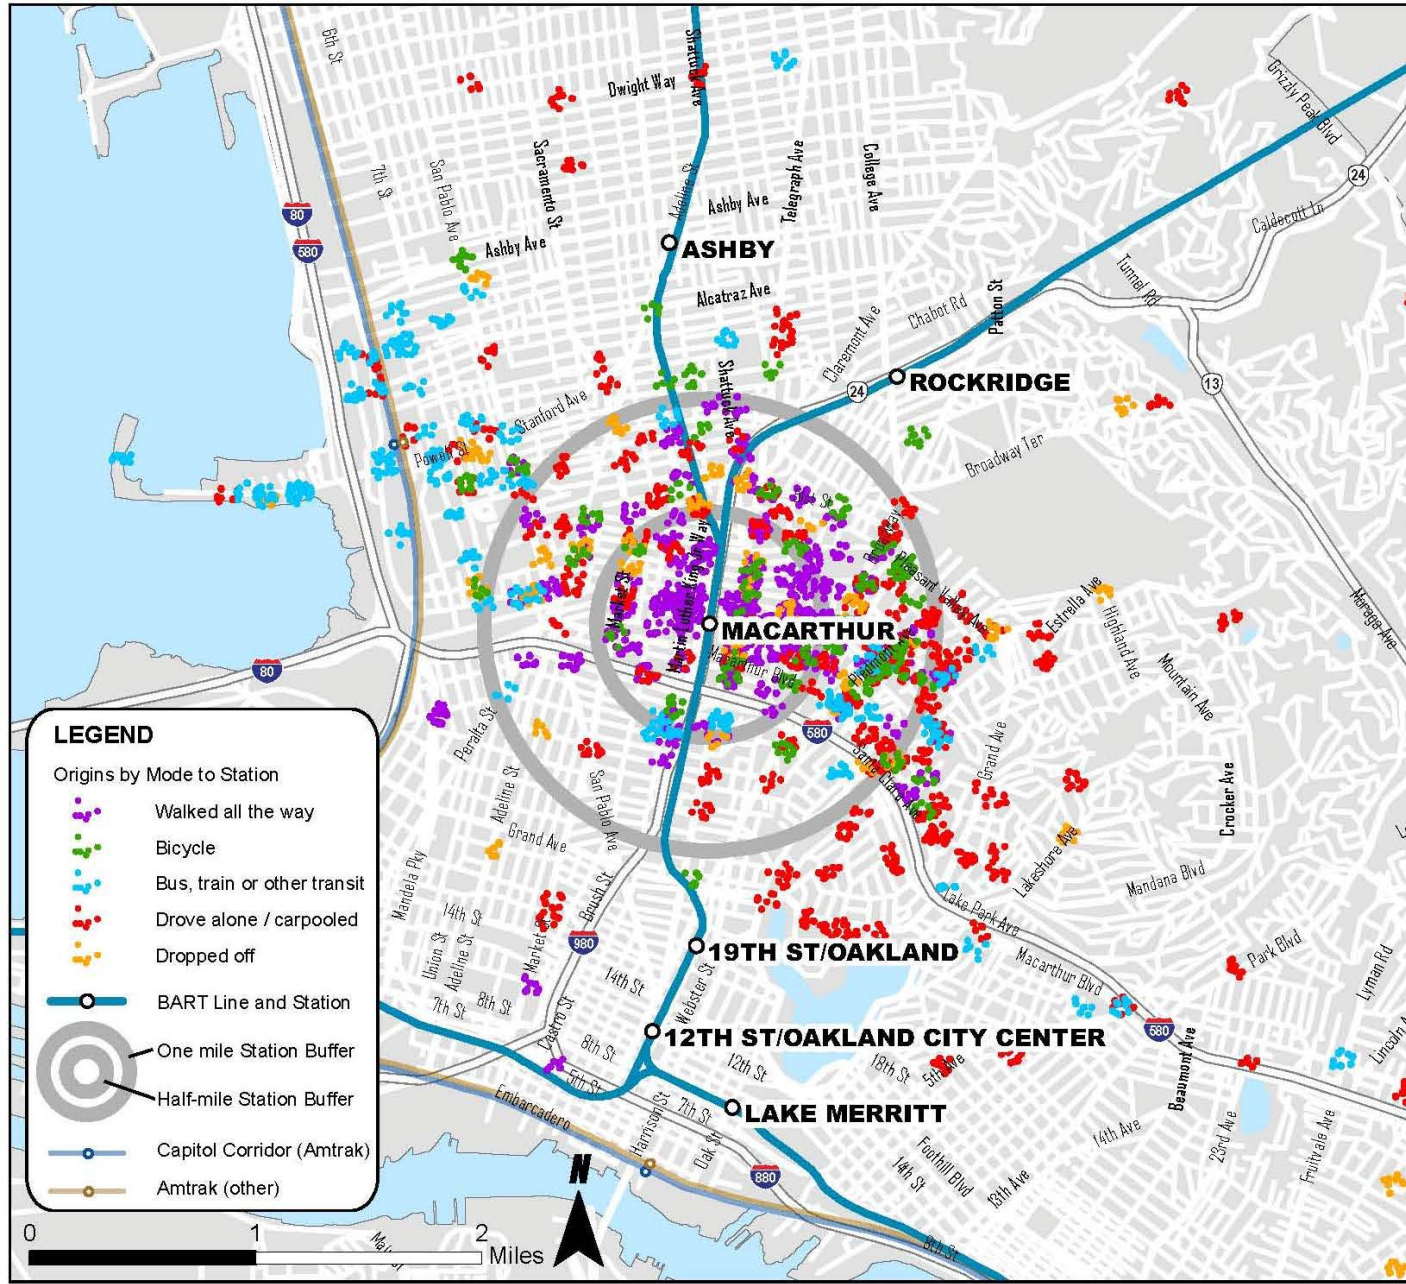 6th St
Shattuck Ave
Dwight Way
Grizzly Peak Blvd
7th St
San Pablo Ave
Sacramento St
Adeline St
Telegraph Ave
College Ave
24
80
Ashby Ave
Caldecott Ln
580
Ashby Ave
ASHBY
Tunnel Rd
Alcatraz Ave
Chabot Rd
Patton St
Claremont Ave
Shattuck Ave
ROCKRIDGE
24
13
Stanford Ave
Powell St
Broadway Ter
Market St
Martin Luther King Jr Way
Pleasant Valley Ave
Estrella Ave
Highland Ave
Moraga Ave
MACARTHUR
Macarthur Blvd
Piedmont Ave
Mountain Ave
80
Peralta St
580
Santa Clara Ave
Grand Ave
Crocker Ave
Adeline St
San Pablo Ave
Grand Ave
Lakeshore Ave
Mandana Blvd
Mandela Pky
Brush St
Lake Park Ave
14th St
Market St
980
19TH ST/OAKLAND
Macarthur Blvd
Park Blvd
Lyman Rd
Union St
Adeline St
14th St
Webster St
7th St
8th St
Castro St
8th St
12TH ST/OAKLAND CITY CENTER
580
5th St
12th St
18th St
5th Ave
Beaumont Ave
Embarcadero
Harrison St
7th St
Oak St
LAKE MERRITT
14th Ave
23rd Ave
Fruitvale Ave
Foothill Blvd
14th St
13th Ave
880
8th St
LEGEND
Origins by Mode to Station
Walked all the way
Bicycle
Bus, train or other transit
Drove alone / carpooled
Dropped off
BART Line and Station
One mile Station Buffer
Half-mile Station Buffer
Capitol Corridor (Amtrak)
Amtrak (other)
N
0 1 2 Miles